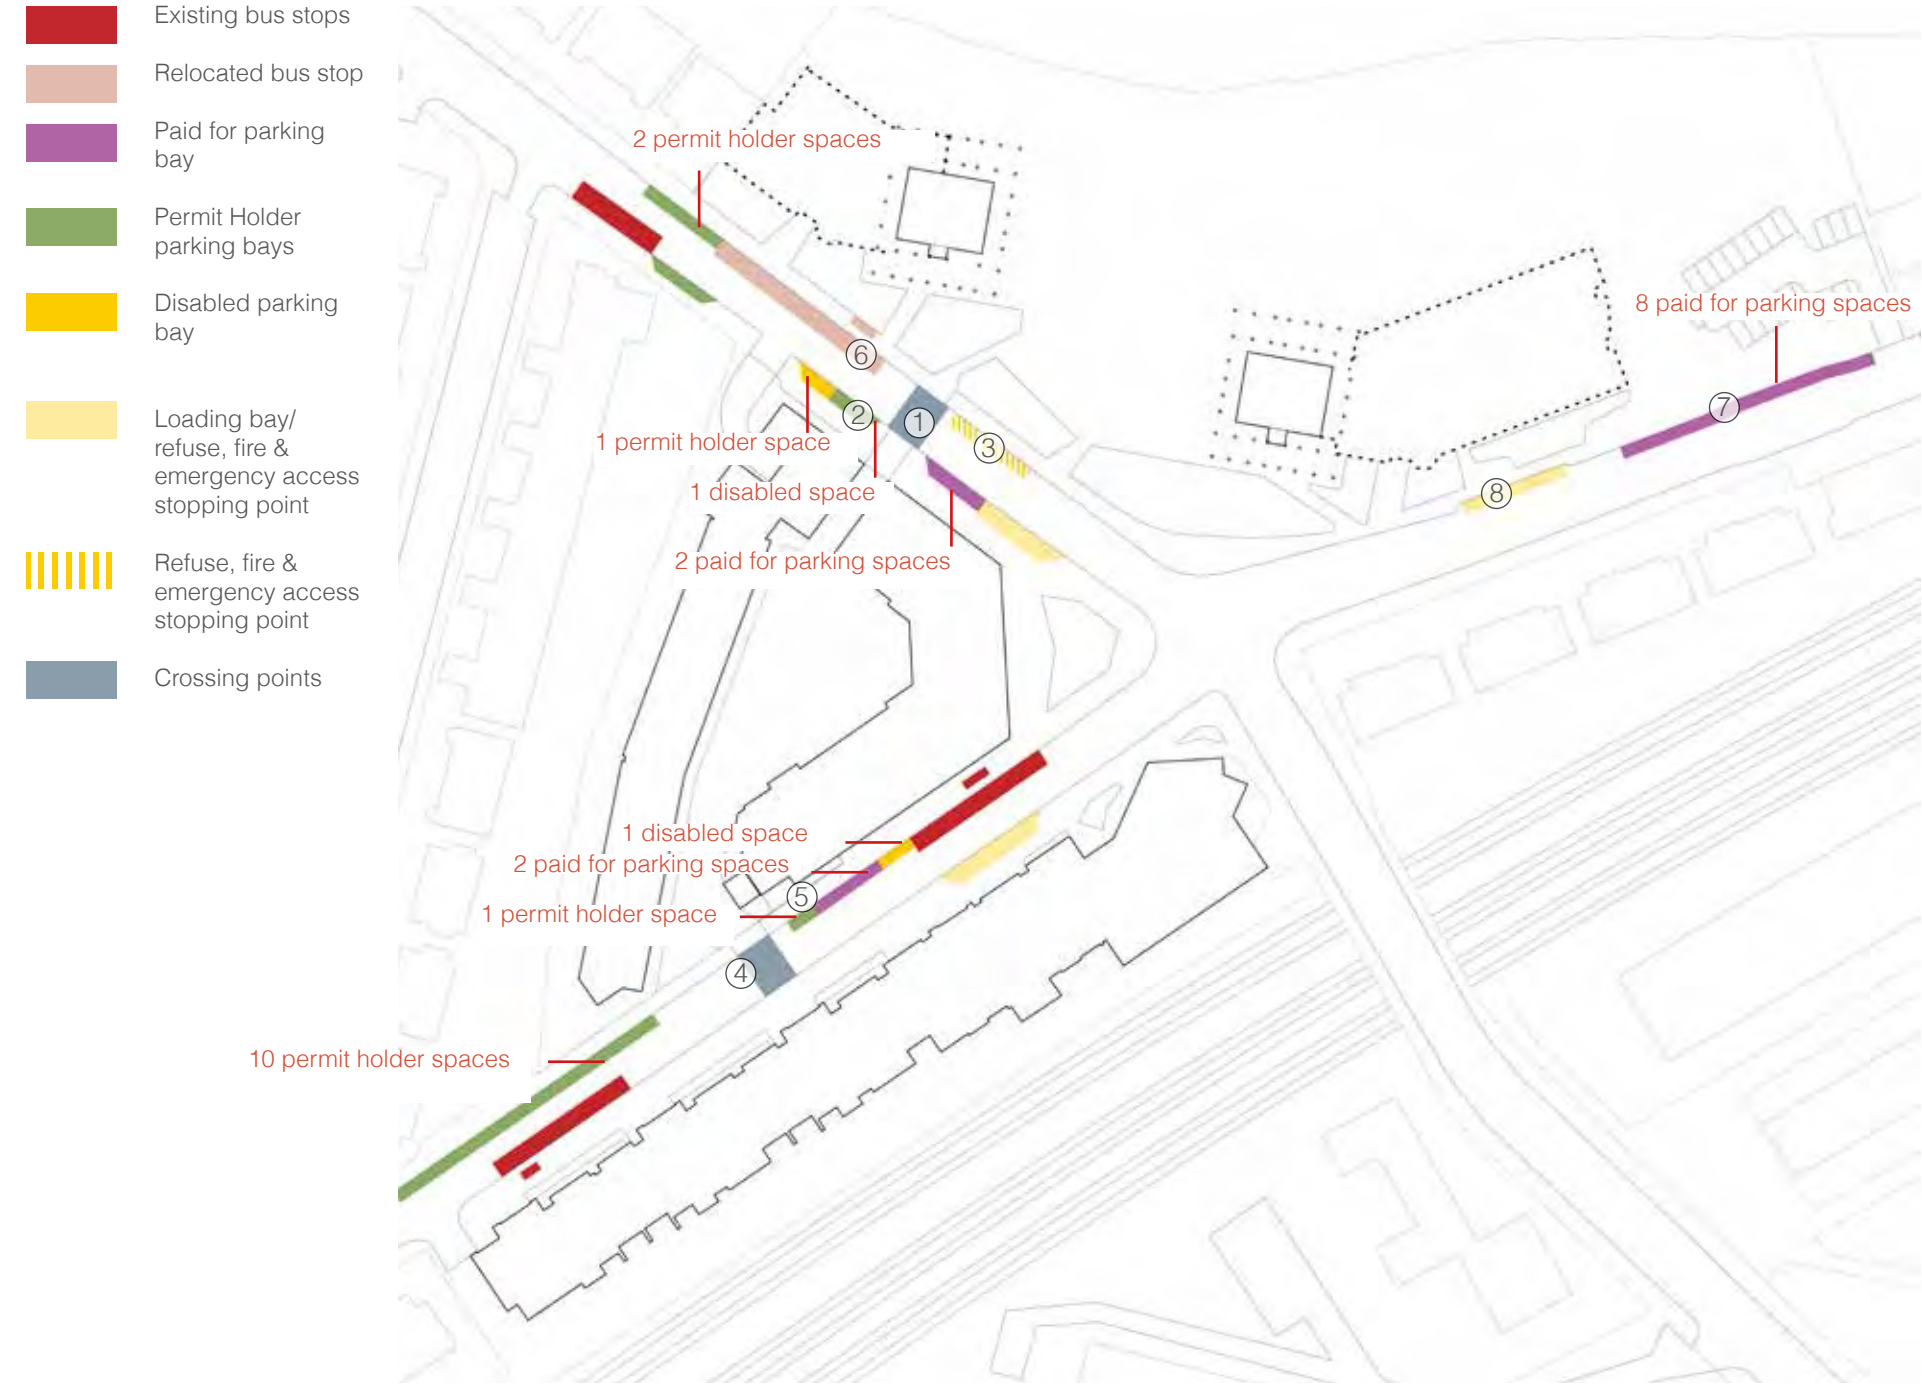 Existing bus stops
Relocated bus stop
Paid for parking
bay
Permit Holder
parking bays
Disabled parking
bay
Loading bay/
refuse, fire &
emergency access
stopping point
Refuse, fire &
emergency access
stopping point
Crossing points
2 permit holder spaces
8 paid for parking spaces
6
7
2
1
1 permit holder space
3
1 disabled space
8
2 paid for parking spaces
1 disabled space
2 paid for parking spaces
5
1 permit holder space
4
10 permit holder spaces